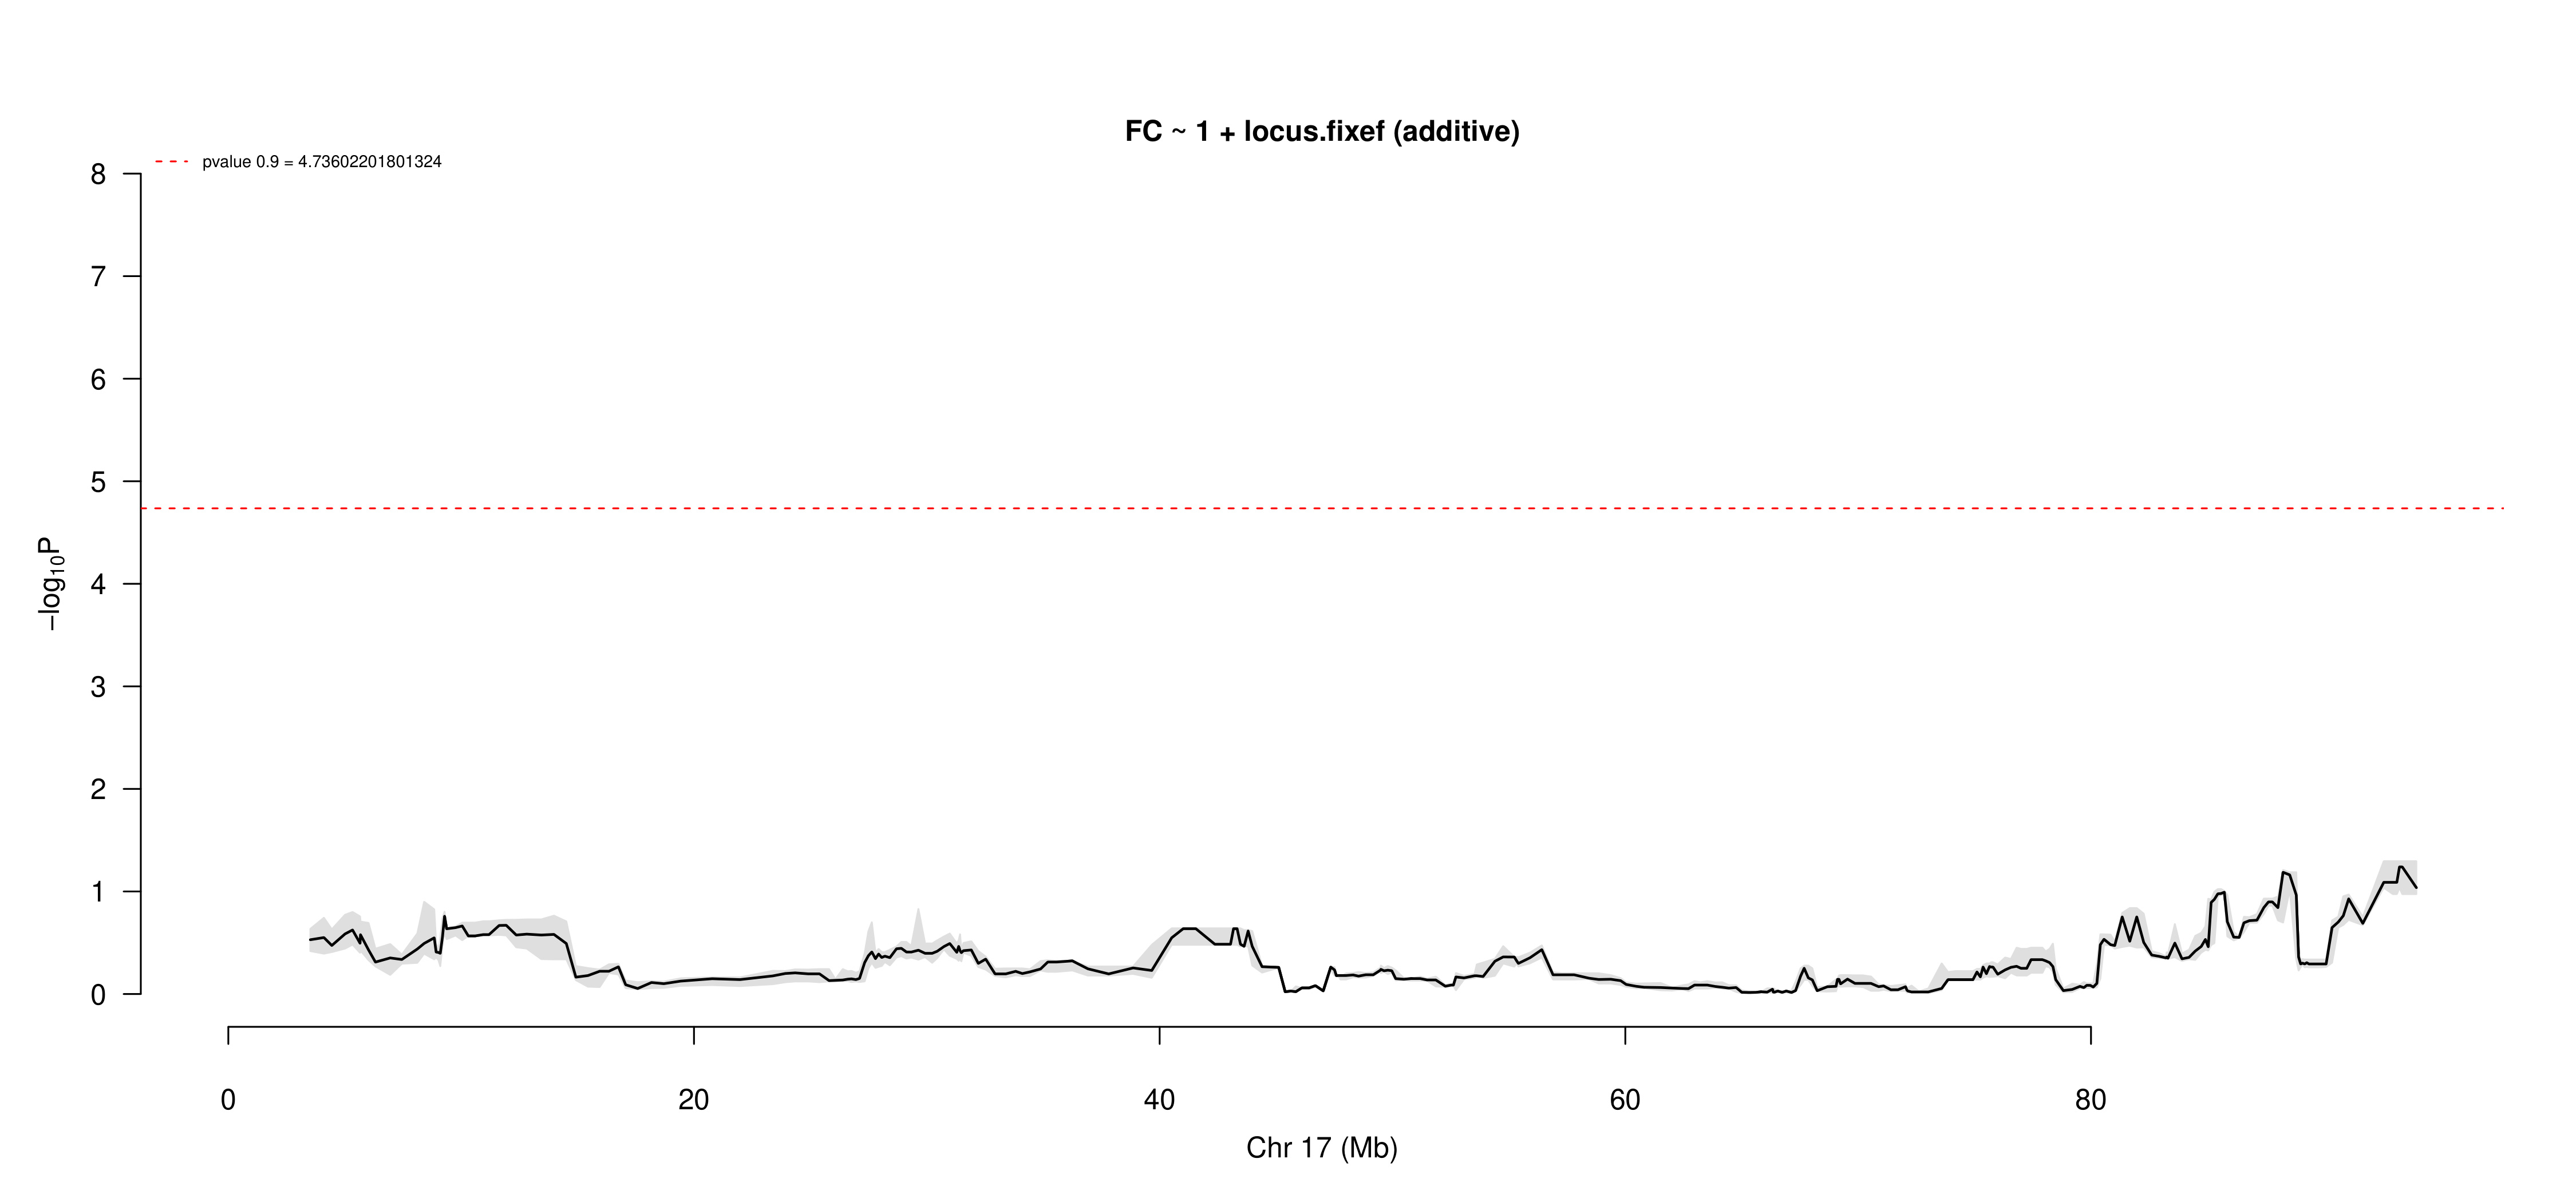 FC ~ 1 + locus.fixef (additive)
pvalue 0.9 = 4.73602201801324
8
7
6
5
4
3
2
1
0
−log10P
0 20 40 60 80
Chr 17 (Mb)